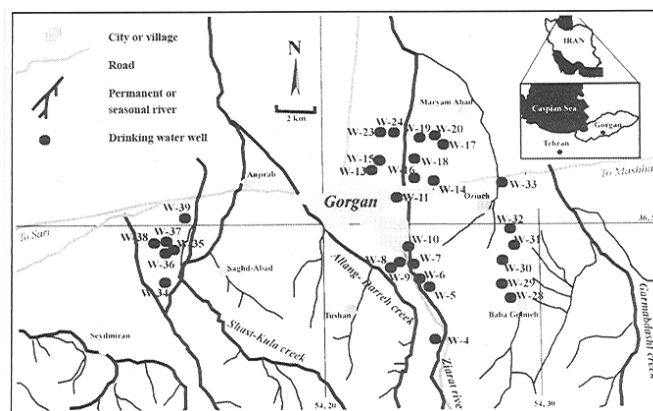 City or village
Road
Permanent or
seasonal river
Drinking water well
N
2 km
IRAN
Caspian Sea
Gorgan
Tehran
Maryam Abad
W-24
W-23
W-19
W-20
W-17
W-15
W-18
W-13
W-16
W-14
W-33
To Mashha
Anjirab
Ozineh
Gorgan
W-11
W-39
W-32
36, 5
To Sari
W-38
W-37
W-35
W-10
W-31
W-36
W-8
W-7
W-30
Saghd-Abad
W-9
W-6
W-34
W-5
W-29
W-28
Allang-Darreh creek
Garmabdasht creek
Tushan
Baba Golmeh
Seydmiran
Shast-Kula creek
W-4
Ziarat river
54, 20
54, 30